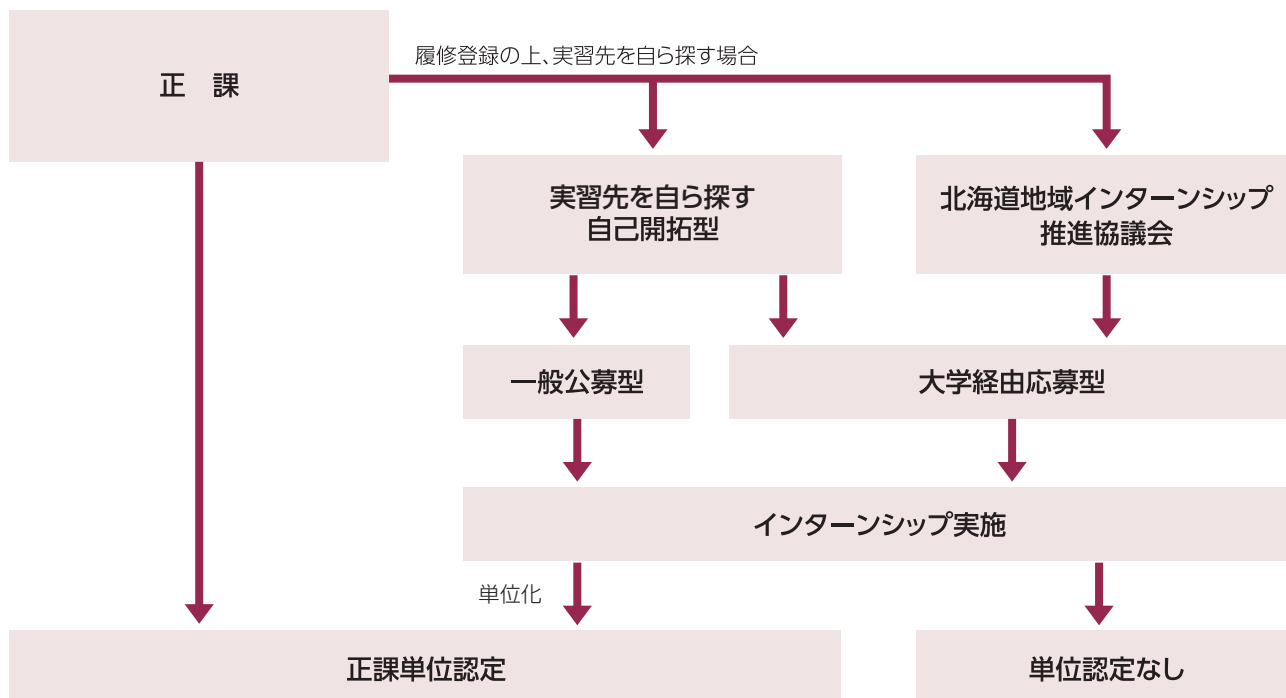 履修登録の上、実習先を自ら探す場合
正　課
実習先を自ら探す
自己開拓型
北海道地域インターンシップ
推進協議会
一般公募型
大学経由応募型
インターンシップ実施
単位化
正課単位認定
単位認定なし